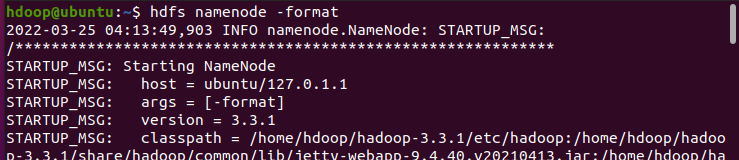 hdoop@ubuntu:~$ hdfs namenode -format
2022-03-25 04:13:49,903 INFO namenode.NameNode: STARTUP_MSG:
/************************************************************
STARTUP_MSG: Starting NameNode
STARTUP_MSG:   host = ubuntu/127.0.1.1
STARTUP_MSG:   args = [-format]
STARTUP_MSG:   version = 3.3.1
STARTUP_MSG:   classpath = /home/hdoop/hadoop-3.3.1/etc/hadoop:/home/hdoop/hadoo
p-3.3.1/share/hadoop/common/lib/jetty-webapp-9.4.40.v20210413.jar:/home/hdoop/ha